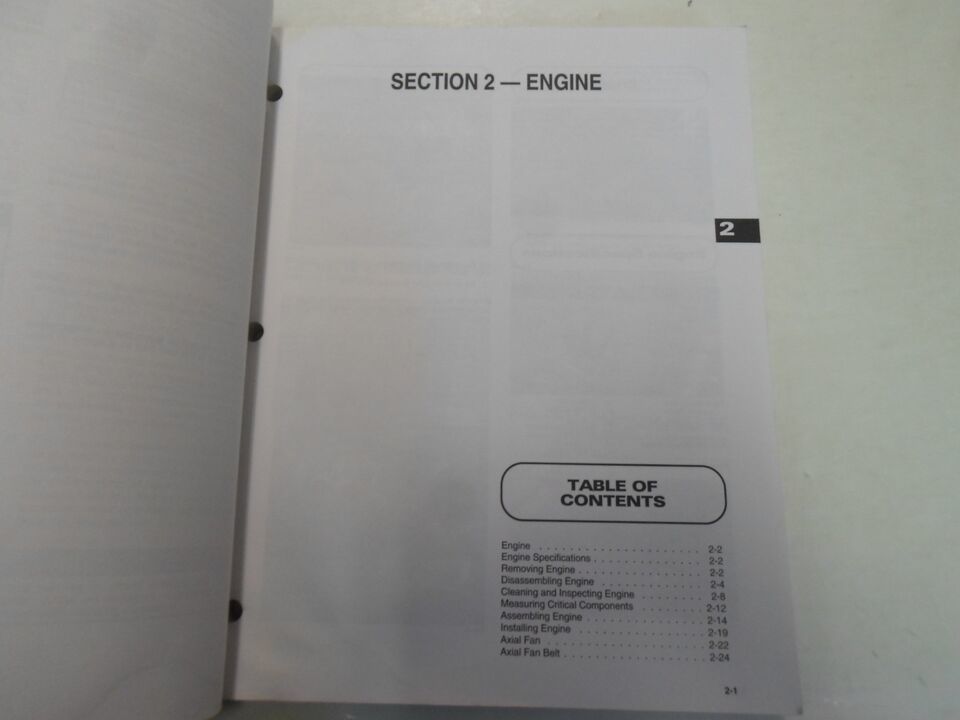 SECTION 2 — ENGINE
2
TABLE OF
CONTENTS
Engine . . . . . . . . . . . . . . . . . . . . . . 2-2
Engine Specifications . . . . . . . . . . . . . . 2-2
Removing Engine . . . . . . . . . . . . . . . . 2-2
Disassembling Engine . . . . . . . . . . . . . 2-4
Cleaning and Inspecting Engine . . . . . . . . 2-8
Measuring Critical Components . . . . . . . . 2-12
Assembling Engine . . . . . . . . . . . . . . . 2-14
Installing Engine . . . . . . . . . . . . . . . . . 2-19
Axial Fan . . . . . . . . . . . . . . . . . . . . 2-22
Axial Fan Belt . . . . . . . . . . . . . . . . . . 2-24
2-1